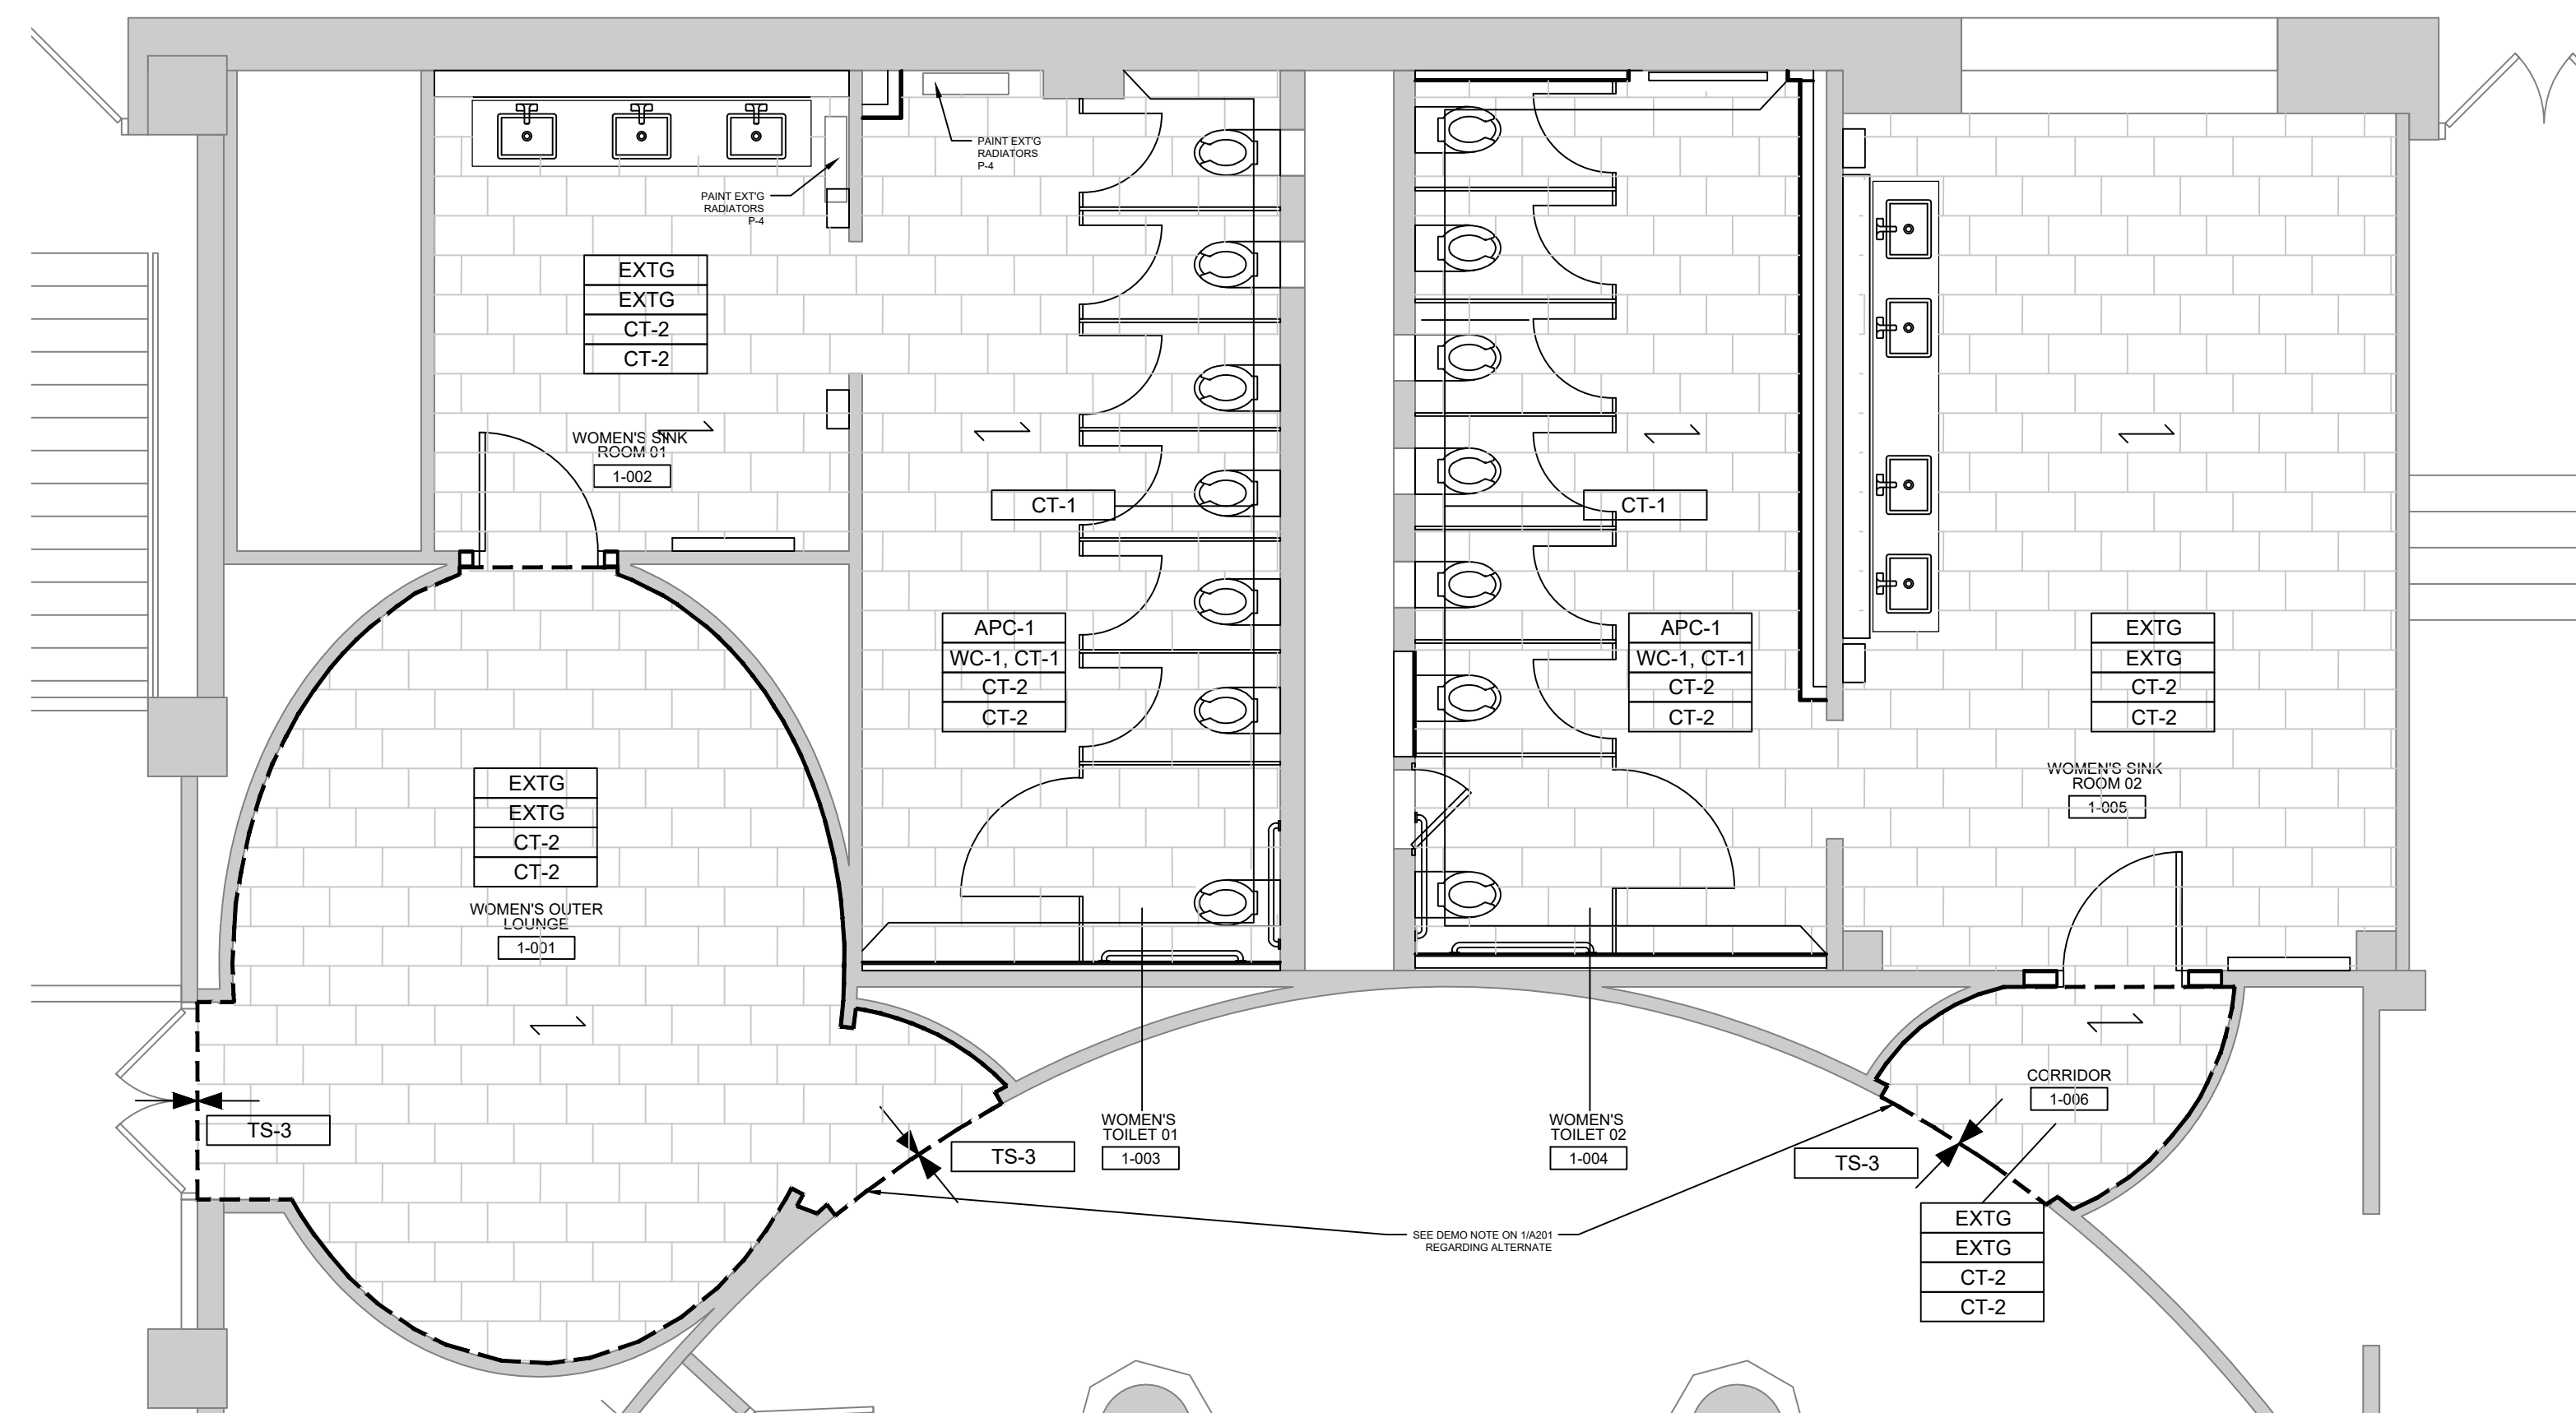 PAINT EXT'G
RADIATORS
P-4
PAINT EXT'G
RADIATORS
P-4
EXTG
EXTG
CT-2
CT-2
WOMEN'S SINK
ROOM 01
1-002
CT-1
CT-1
APC-1
WC-1, CT-1
CT-2
CT-2
APC-1
WC-1, CT-1
CT-2
CT-2
EXTG
EXTG
CT-2
CT-2
WOMEN'S SINK
ROOM 02
1-005
EXTG
EXTG
CT-2
CT-2
WOMEN'S OUTER
LOUNGE
1-001
CORRIDOR
1-006
TS-3
TS-3
WOMEN'S
TOILET 01
1-003
WOMEN'S
TOILET 02
1-004
TS-3
SEE DEMO NOTE ON 1/A201
REGARDING ALTERNATE
EXTG
EXTG
CT-2
CT-2